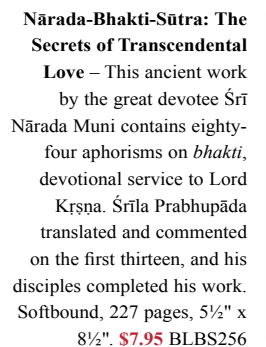 Nārada-Bhakti-Sūtra: The
Secrets of Transcendental
Love – This ancient work
by the great devotee Śrī
Nārada Muni contains eighty-
four aphorisms on bhakti,
devotional service to Lord
Kṛṣṇa. Śrīla Prabhupāda
translated and commented
on the first thirteen, and his
disciples completed his work.
Softbound, 227 pages, 5½" x
8½". $7.95 BLBS256